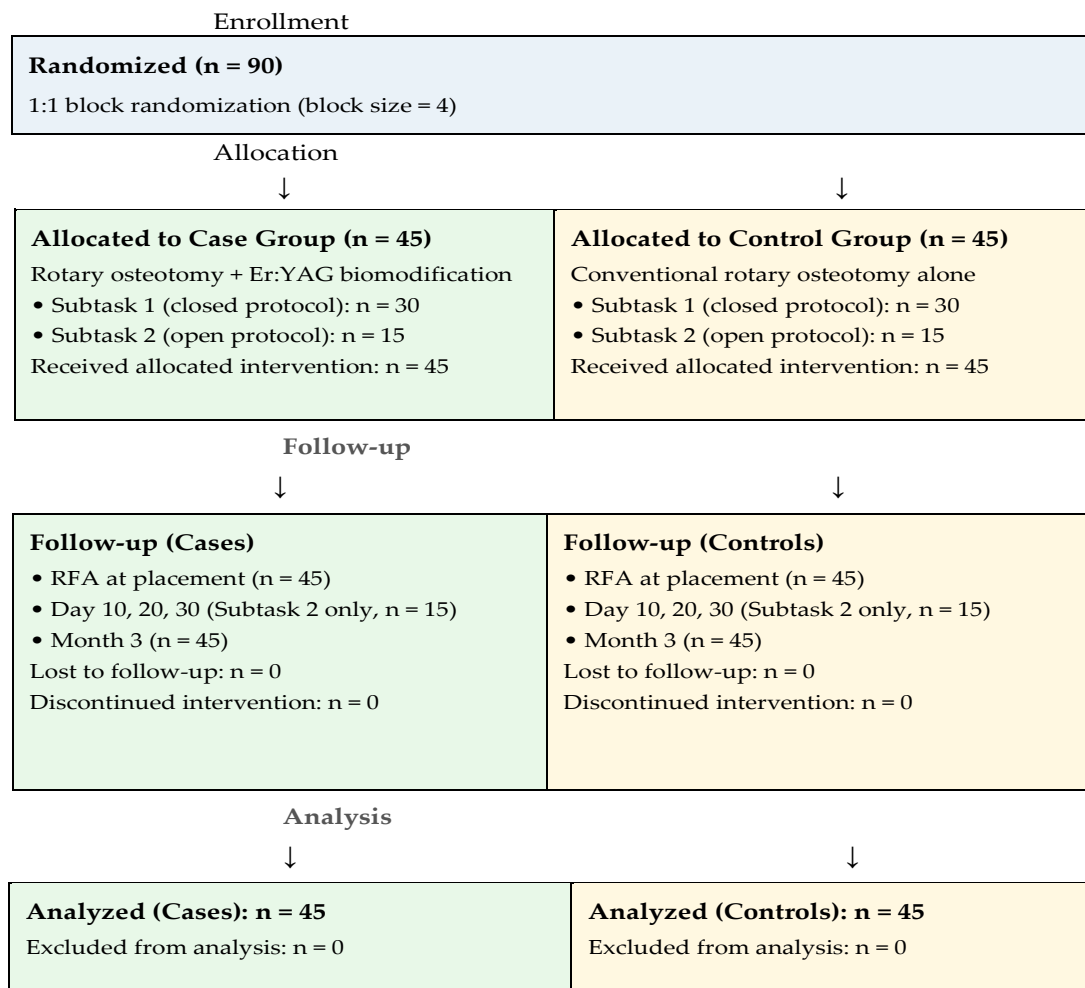 Enrollment
Randomized (n = 90)
1:1 block randomization (block size = 4)
Allocation
↓ ↓
Allocated to Case Group (n = 45)
Rotary osteotomy + Er:YAG biomodification
• Subtask 1 (closed protocol): n = 30
• Subtask 2 (open protocol): n = 15
Received allocated intervention: n = 45
Allocated to Control Group (n = 45)
Conventional rotary osteotomy alone
• Subtask 1 (closed protocol): n = 30
• Subtask 2 (open protocol): n = 15
Received allocated intervention: n = 45
Follow-up
↓ ↓
Follow-up (Cases)
• RFA at placement (n = 45)
• Day 10, 20, 30 (Subtask 2 only, n = 15)
• Month 3 (n = 45)
Lost to follow-up: n = 0
Discontinued intervention: n = 0
Follow-up (Controls)
• RFA at placement (n = 45)
• Day 10, 20, 30 (Subtask 2 only, n = 15)
• Month 3 (n = 45)
Lost to follow-up: n = 0
Discontinued intervention: n = 0
Analysis
↓ ↓
Analyzed (Cases): n = 45
Excluded from analysis: n = 0
Analyzed (Controls): n = 45
Excluded from analysis: n = 0